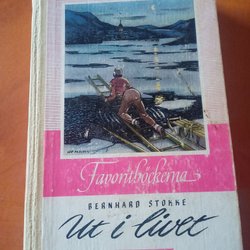 Favoritböckerna
BERNHARD STOKKE
Ut i livet